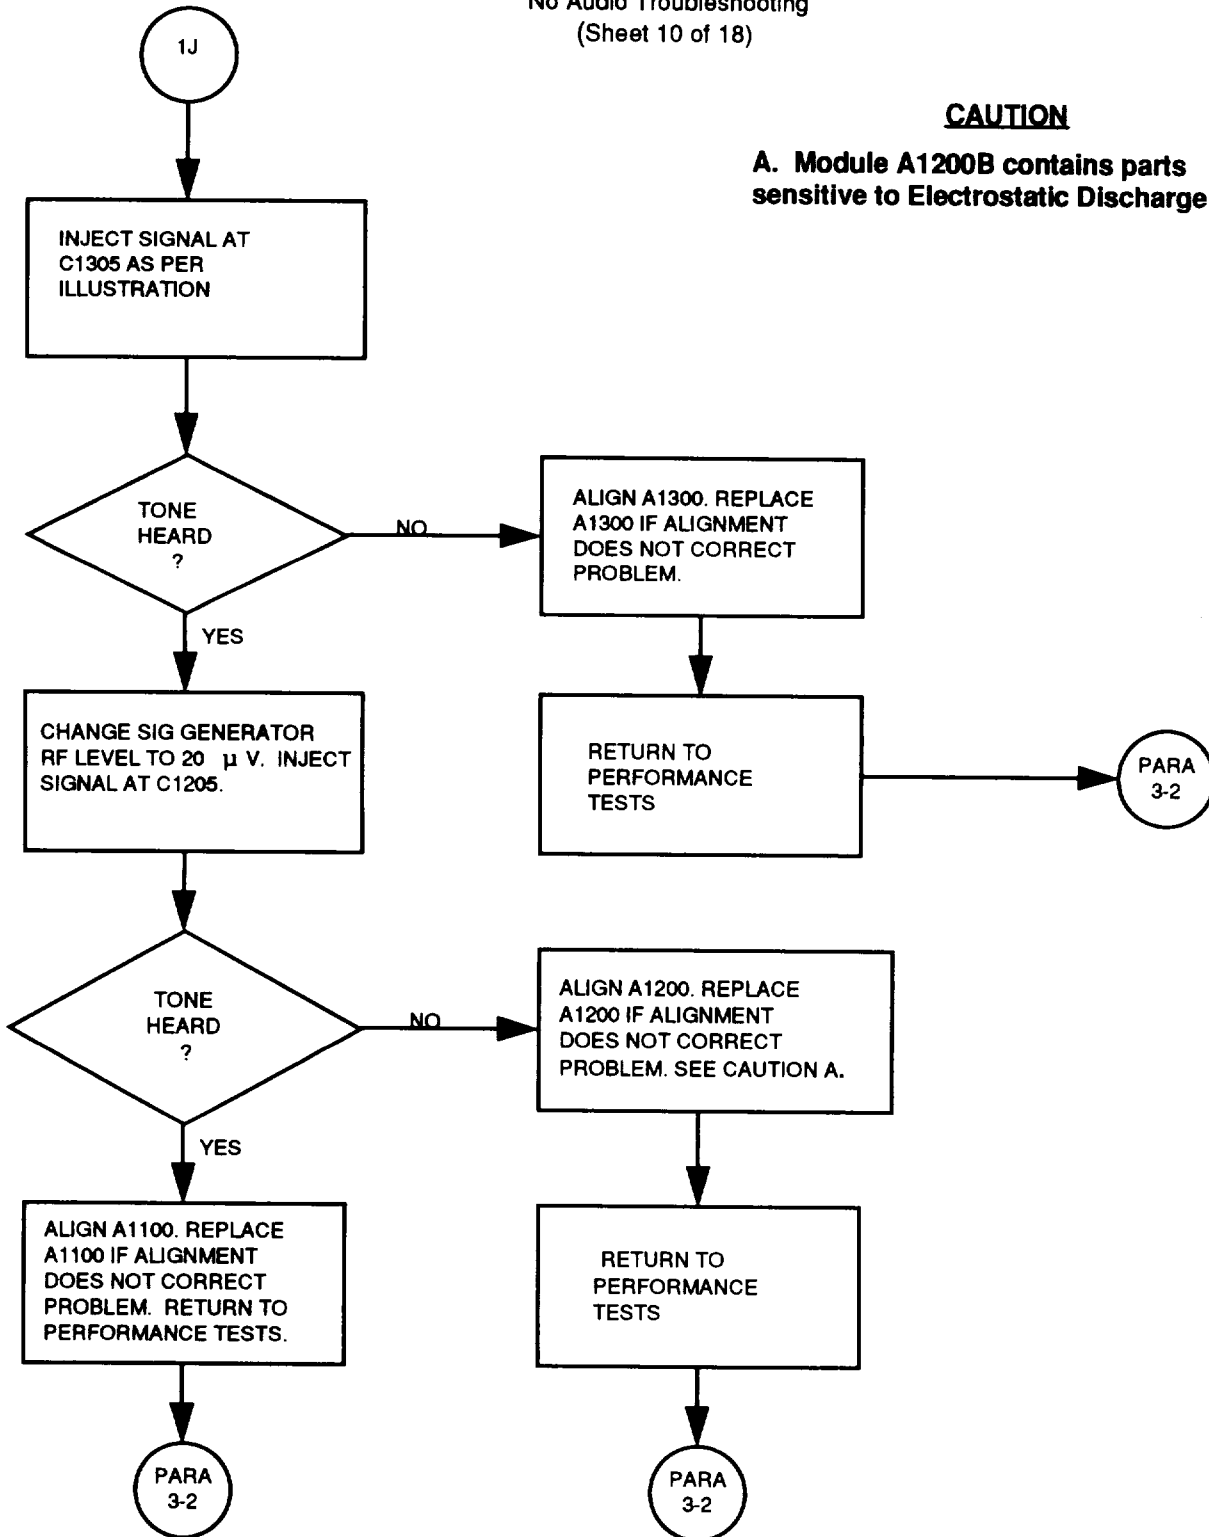 No Audio Troubleshooting
(Sheet 10 of 18)
1J
CAUTION
A. Module A1200B contains parts
sensitive to Electrostatic Discharge
INJECT SIGNAL AT
C1305 AS PER
ILLUSTRATION
TONE
HEARD
?
NO
ALIGN A1300. REPLACE
A1300 IF ALIGNMENT
DOES NOT CORRECT
PROBLEM.
YES
CHANGE SIG GENERATOR
RF LEVEL TO 20 μ V. INJECT
SIGNAL AT C1205.
RETURN TO
PERFORMANCE
TESTS
PARA
3-2
TONE
HEARD
?
NO
ALIGN A1200. REPLACE
A1200 IF ALIGNMENT
DOES NOT CORRECT
PROBLEM. SEE CAUTION A.
YES
ALIGN A1100. REPLACE
A1100 IF ALIGNMENT
DOES NOT CORRECT
PROBLEM. RETURN TO
PERFORMANCE TESTS.
RETURN TO
PERFORMANCE
TESTS
PARA
3-2
PARA
3-2